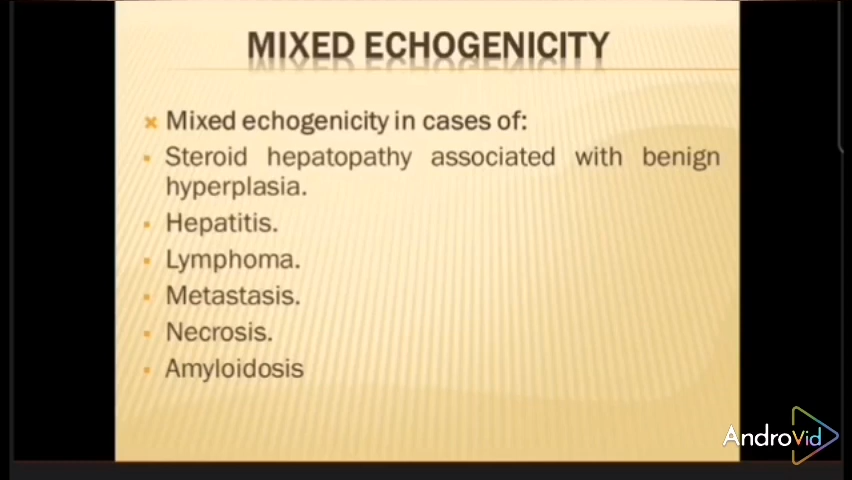 MIXED ECHOGENICITY
Mixed echogenicity in cases of:
Steroid hepatopathy associated with benign
hyperplasia.
Hepatitis.
Lymphoma.
Metastasis.
Necrosis.
Amyloidosis
AndroVid